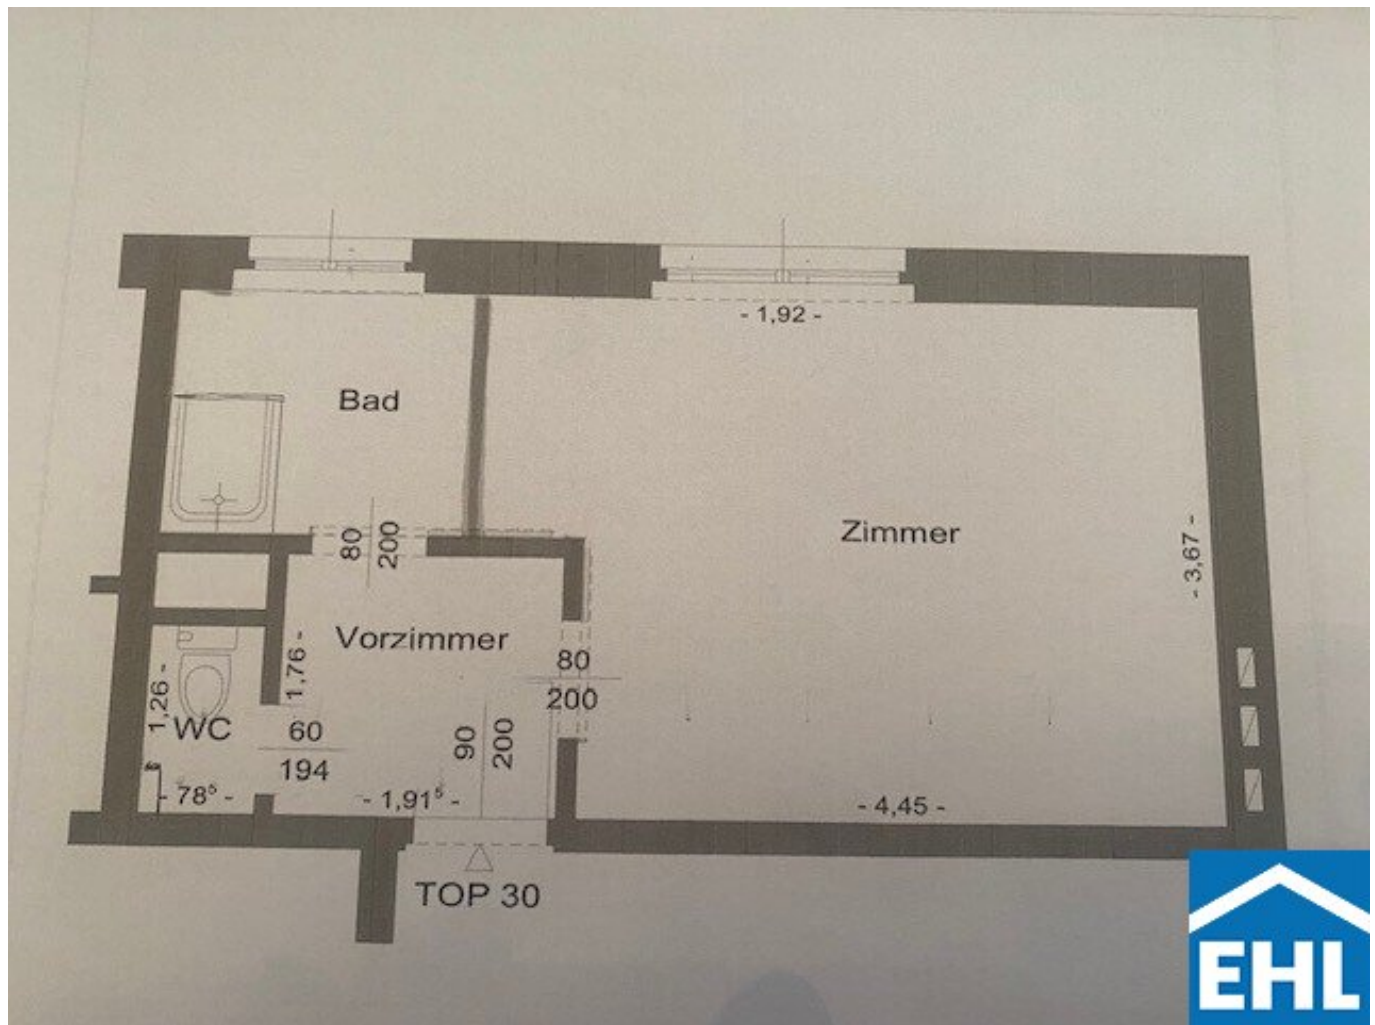 - 1,92 -
Bad
Zimmer
80
200
- 3,67 -
Vorzimmer
1,76 -
80
200
1,26 -
WC
60
194
90
200
- 78⁵ -
- 1,91⁵ -
- 4,45 -
TOP 30
EHL